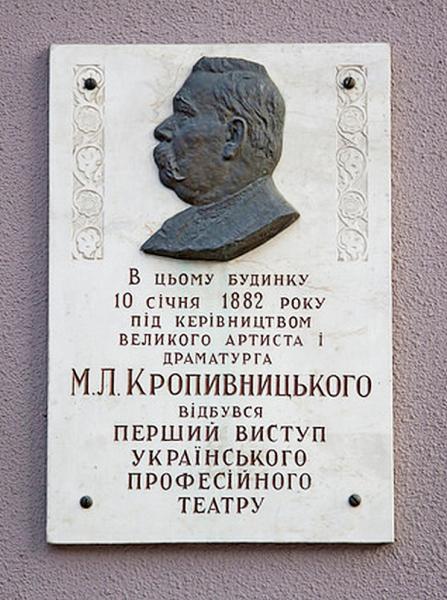 В цьому будинку
10 січня 1882 року
під керівництвом
великого артиста і
драматурга
М.Л. Кропивницького
відбувся
перший виступ
українського
професійного
театру